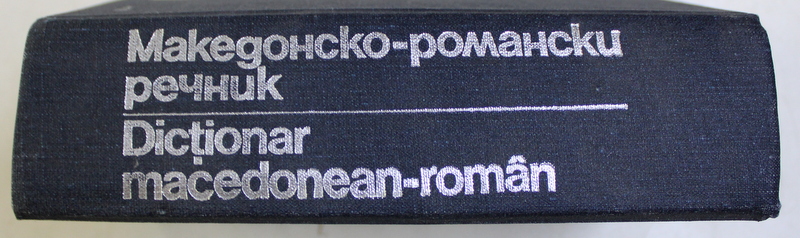 Македонско-романски
речник
Dicționar
macedonean-român